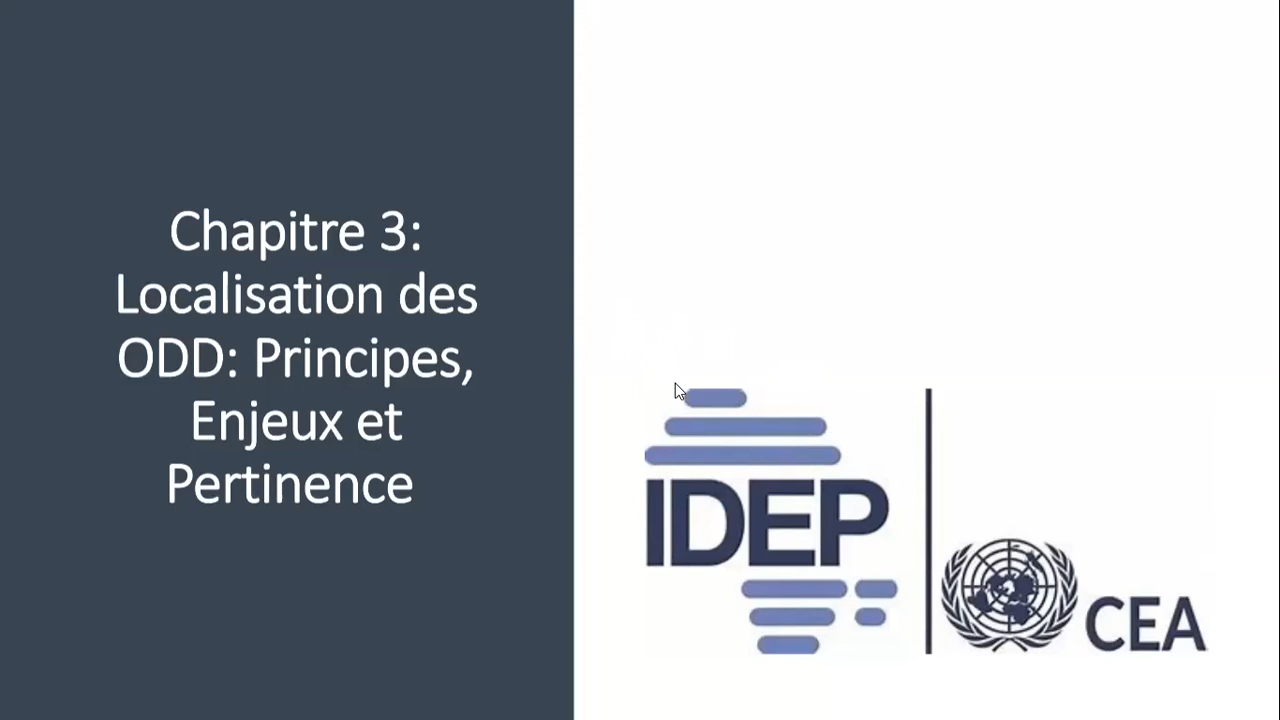 Chapitre 3:
Localisation des
ODD: Principes,
Enjeux et
Pertinence
IDEP
CEA